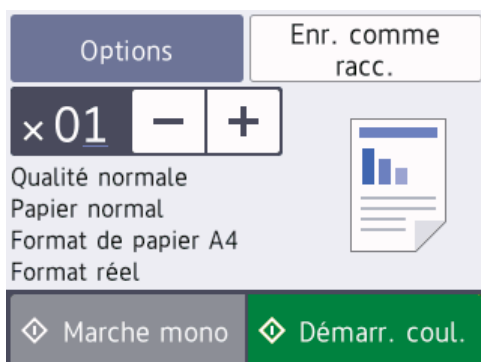 Options
Enr. comme
racc.
×01 − +
Qualité normale
Papier normal
Format de papier A4
Format réel
Marche mono
Démarr. coul.